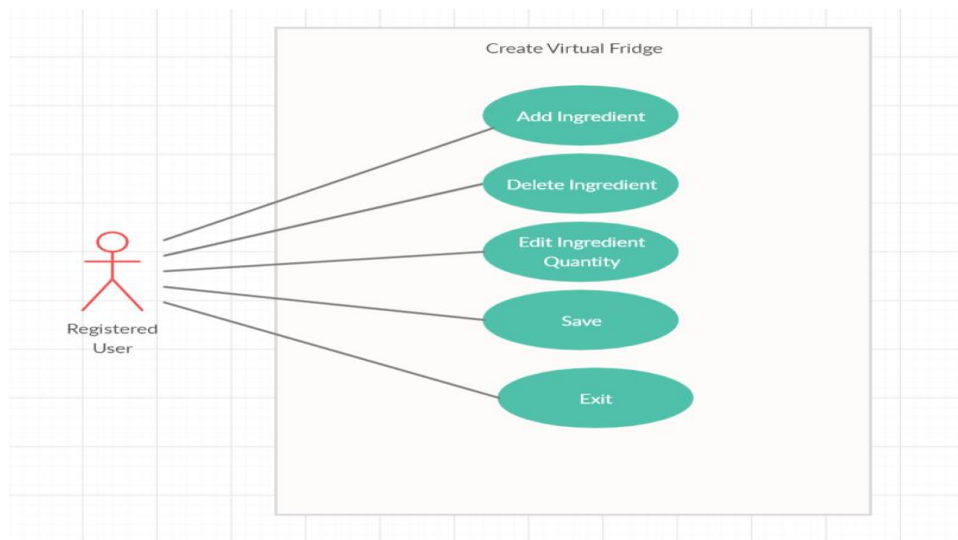 Create Virtual Fridge
Add Ingredient
Delete Ingredient
Edit Ingredient
Quantity
Save
Exit
Registered
User